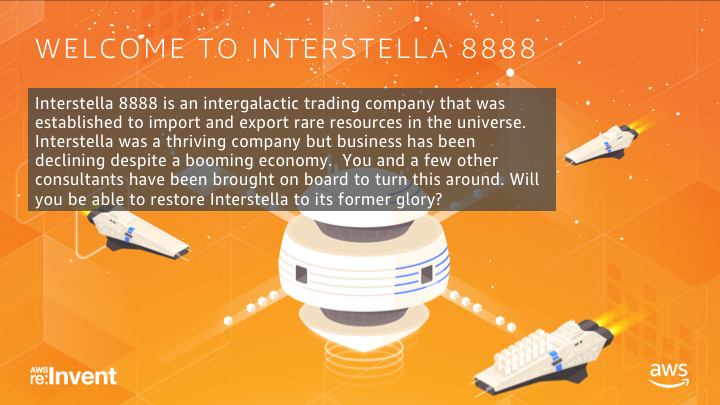 WELCOME TO INTERSTELLA 8888
Interstella 8888 is an intergalactic trading company that was
established to import and export rare resources in the universe.
Interstella was a thriving company but business has been
declining despite a booming economy.  You and a few other
consultants have been brought on board to turn this around. Will
you be able to restore Interstella to its former glory?
AWS
re:Invent
aws